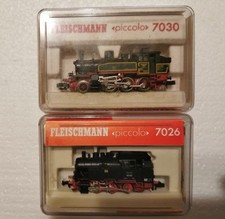 FLEISCHMANN «piccolo» 7030
FLEISCHMANN «piccolo» 7026